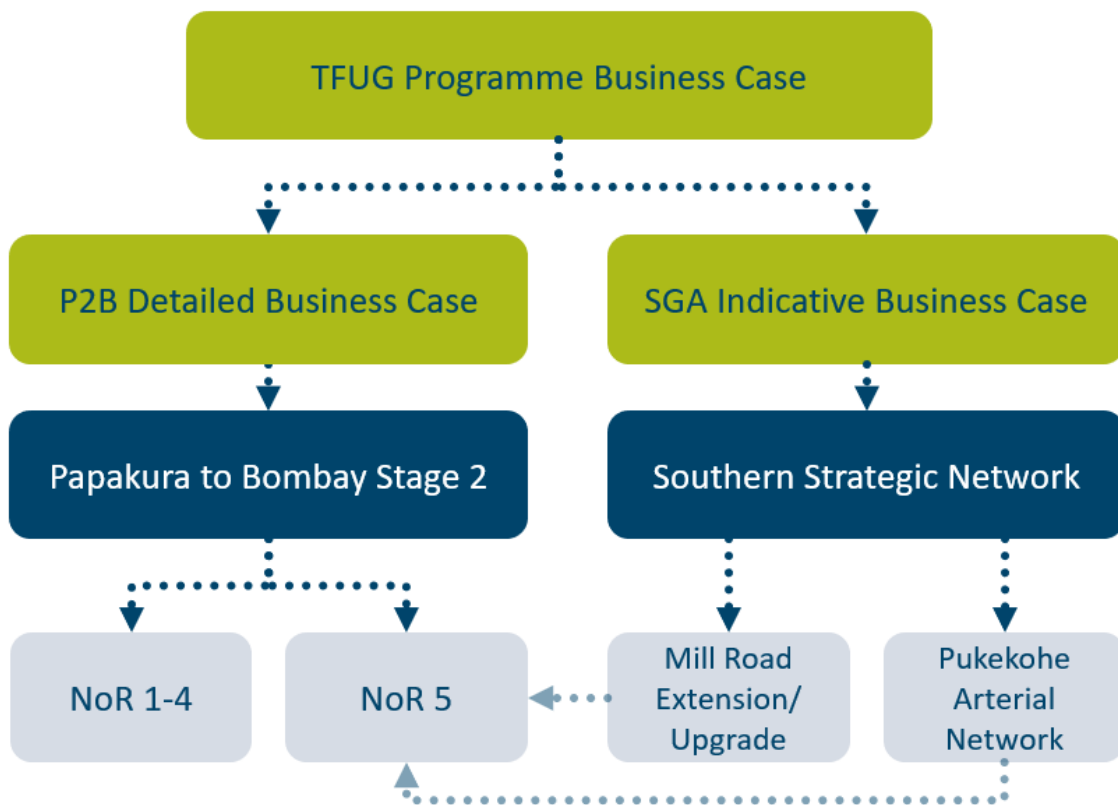 TFUG Programme Business Case
P2B Detailed Business Case
SGA Indicative Business Case
Papakura to Bombay Stage 2
Southern Strategic Network
NoR 1-4
NoR 5
Mill Road
Extension/
Upgrade
Pukekohe
Arterial
Network